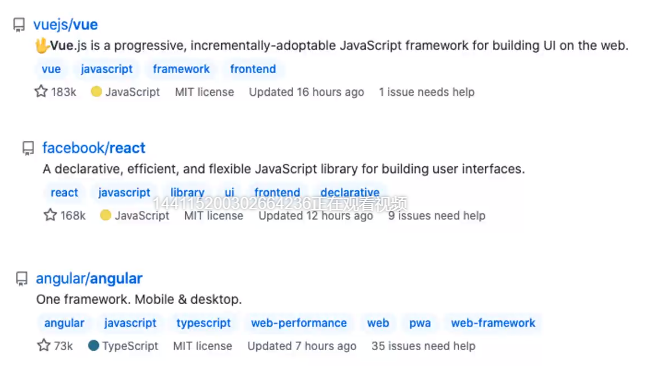 vuejs/vue
🖖Vue.js is a progressive, incrementally-adoptable JavaScript framework for building UI on the web.
vue javascript framework frontend
183k JavaScript MIT license Updated 16 hours ago 1 issue needs help
facebook/react
A declarative, efficient, and flexible JavaScript library for building user interfaces.
react javascript library ui frontend declarative
144115200302664236正在观看视频
168k JavaScript MIT license Updated 12 hours ago 9 issues need help
angular/angular
One framework. Mobile & desktop.
angular javascript typescript web-performance web pwa web-framework
73k TypeScript MIT license Updated 7 hours ago 35 issues need help